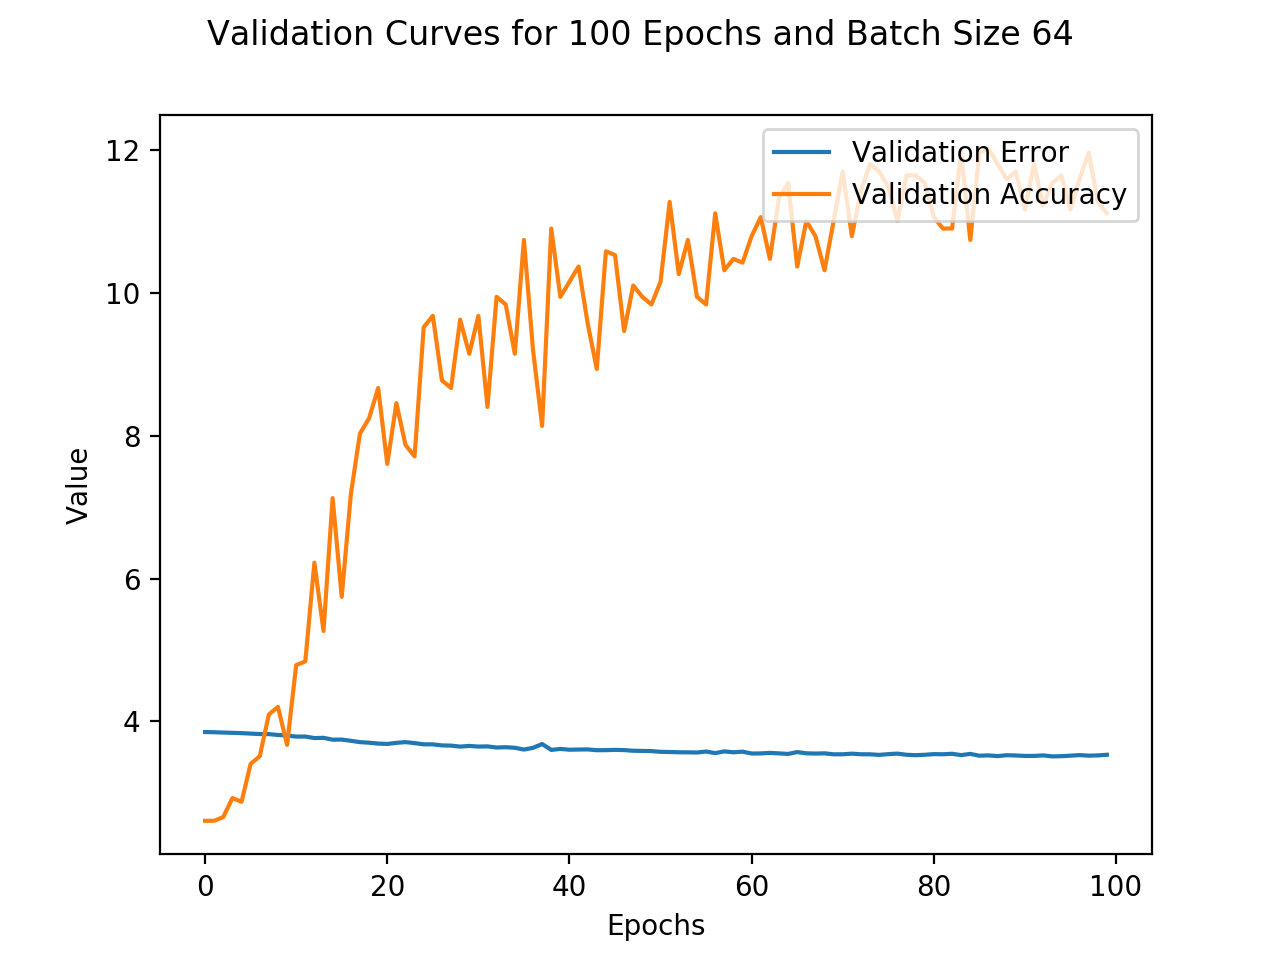 Validation Curves for 100 Epochs and Batch Size 64
Validation Error
Validation Accuracy
12
10
8
6
4
Value
0 20 40 60 80 100
Epochs